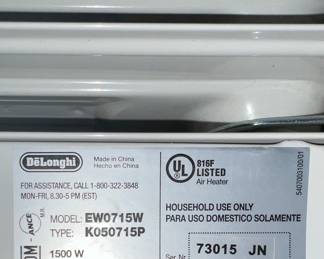 DeLonghi
Made in China
Hecho en China
UL
816F
LISTED
Air Heater
FOR ASSISTANCE, CALL 1-800-322-3848
MON-FRI, 8.30-5 PM (EST)
HOUSEHOLD USE ONLY
PARA USO DOMESTICO SOLAMENTE
MODEL: EW0715W
TYPE: K050715P
1500 W
Ser. Nr.
73015 JN
5407003100/01